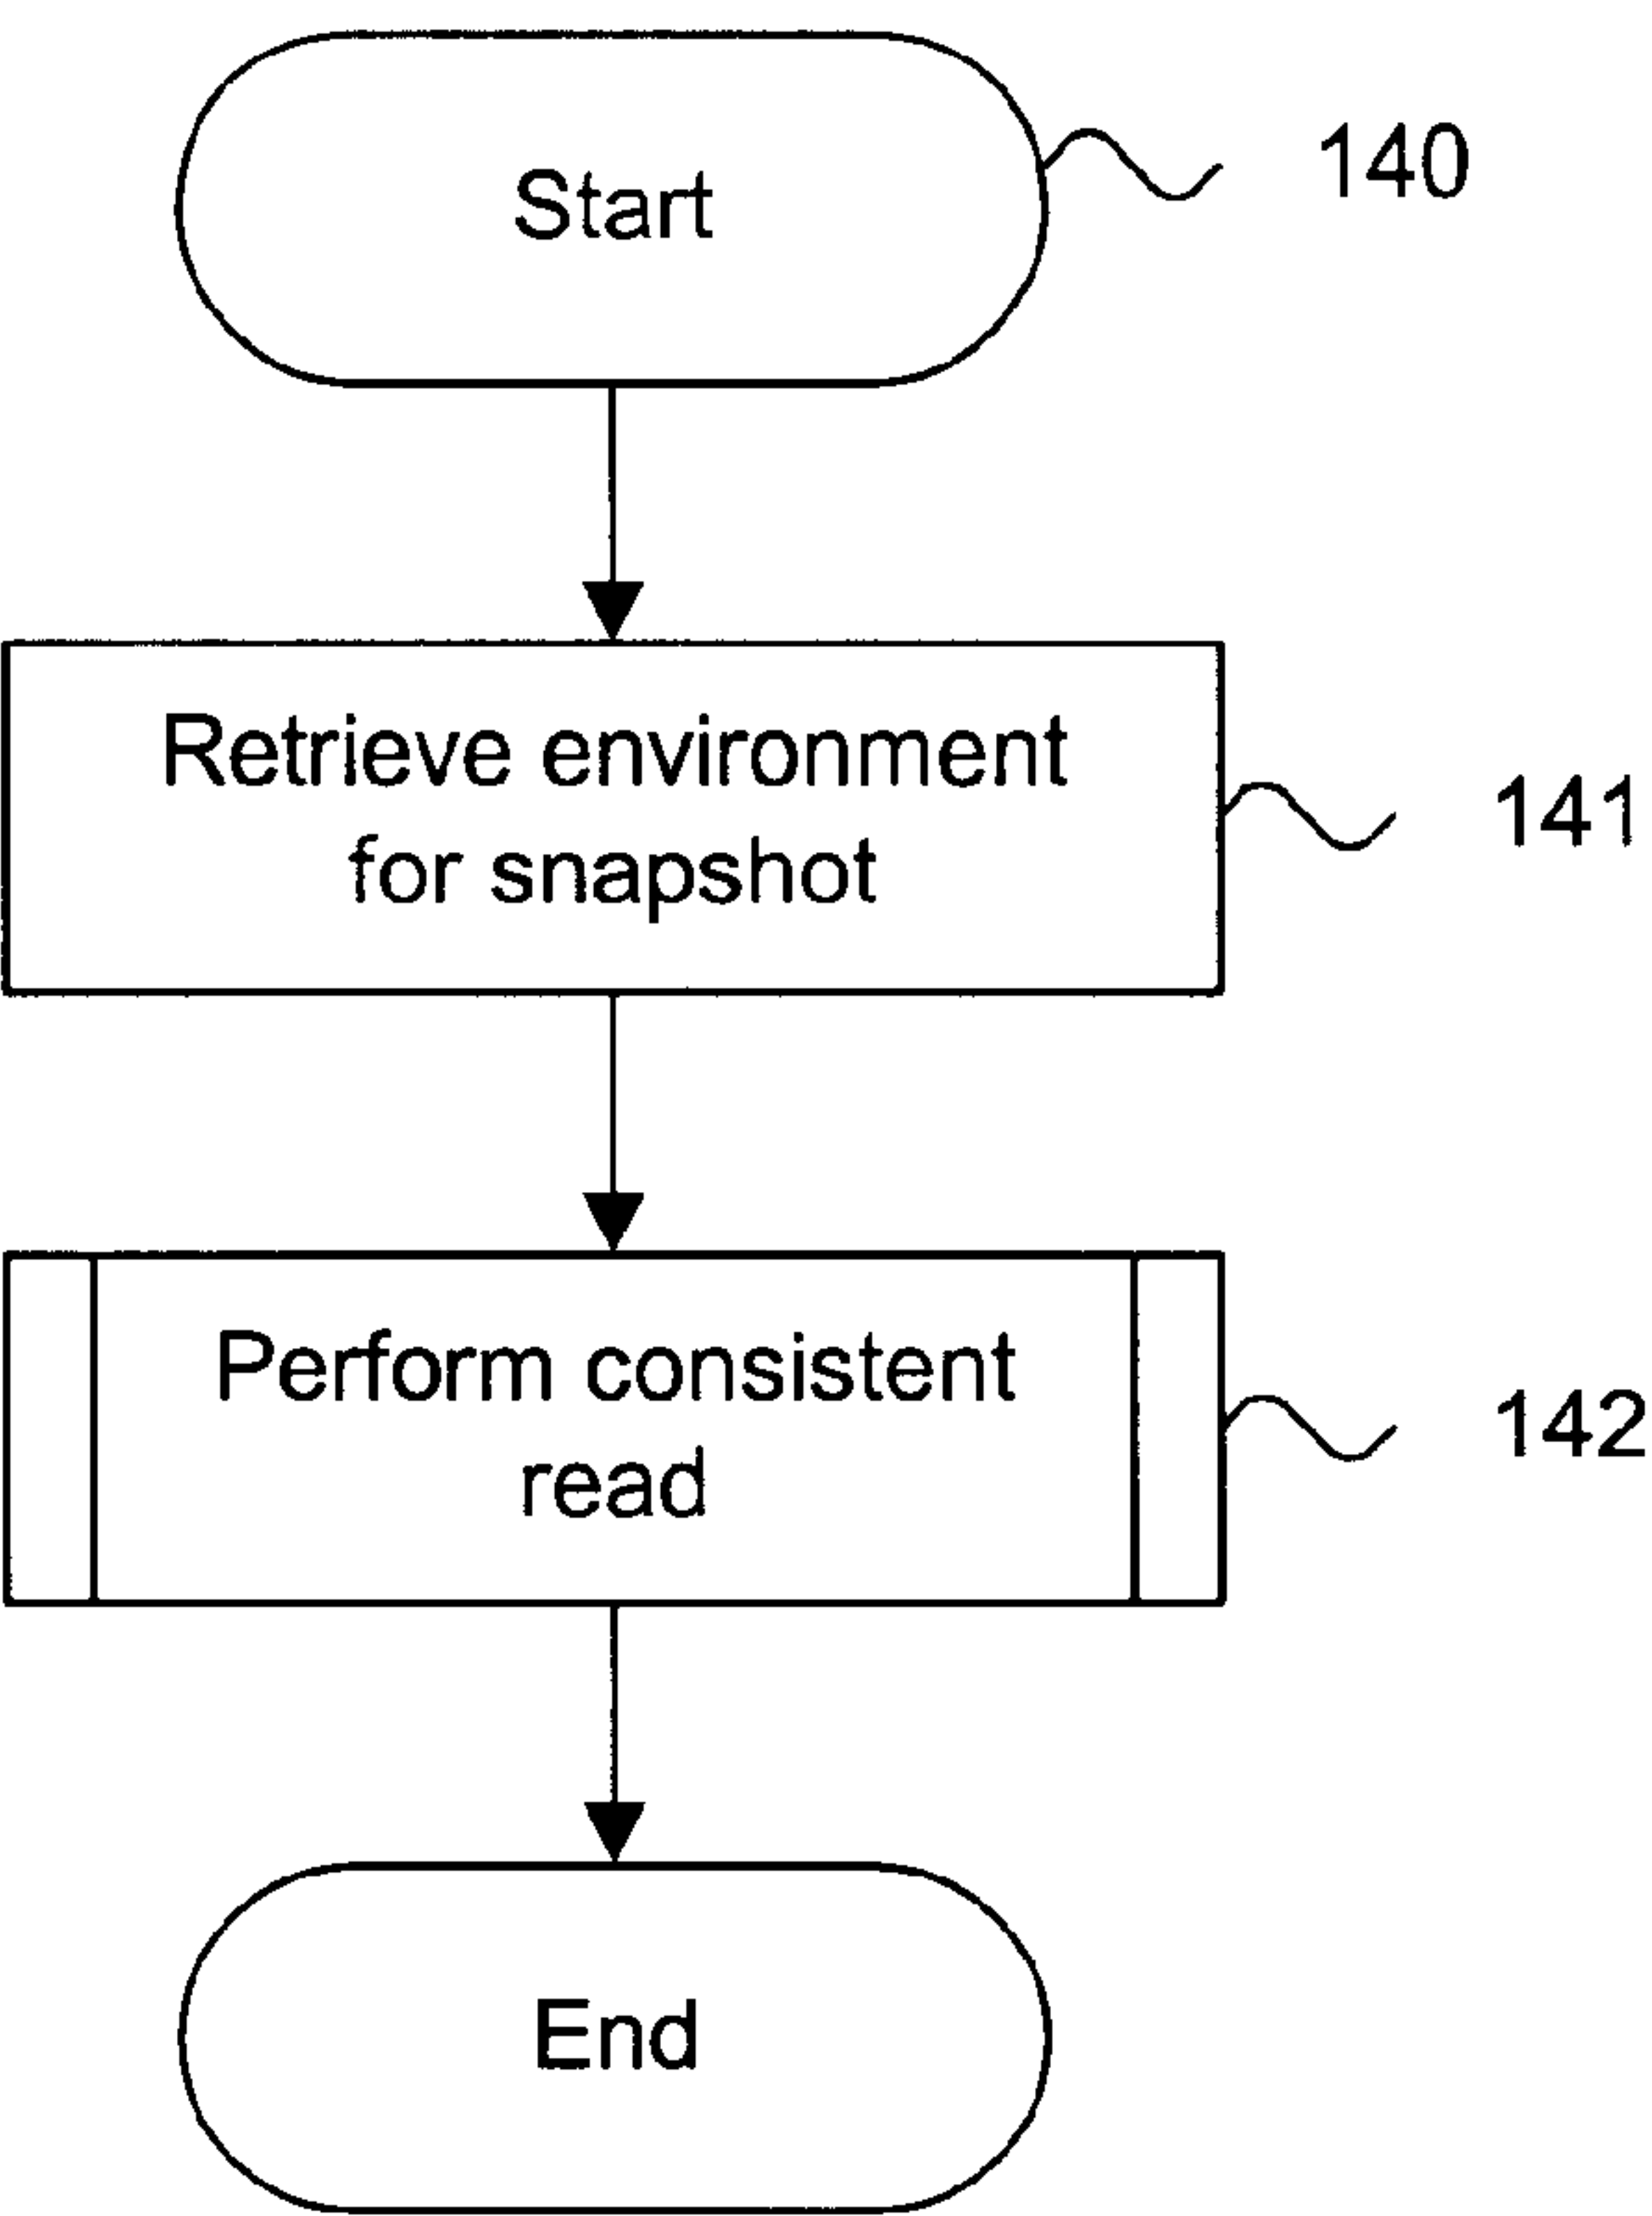 Start
140
Retrieve environment
for snapshot
141
Perform consistent
read
142
End